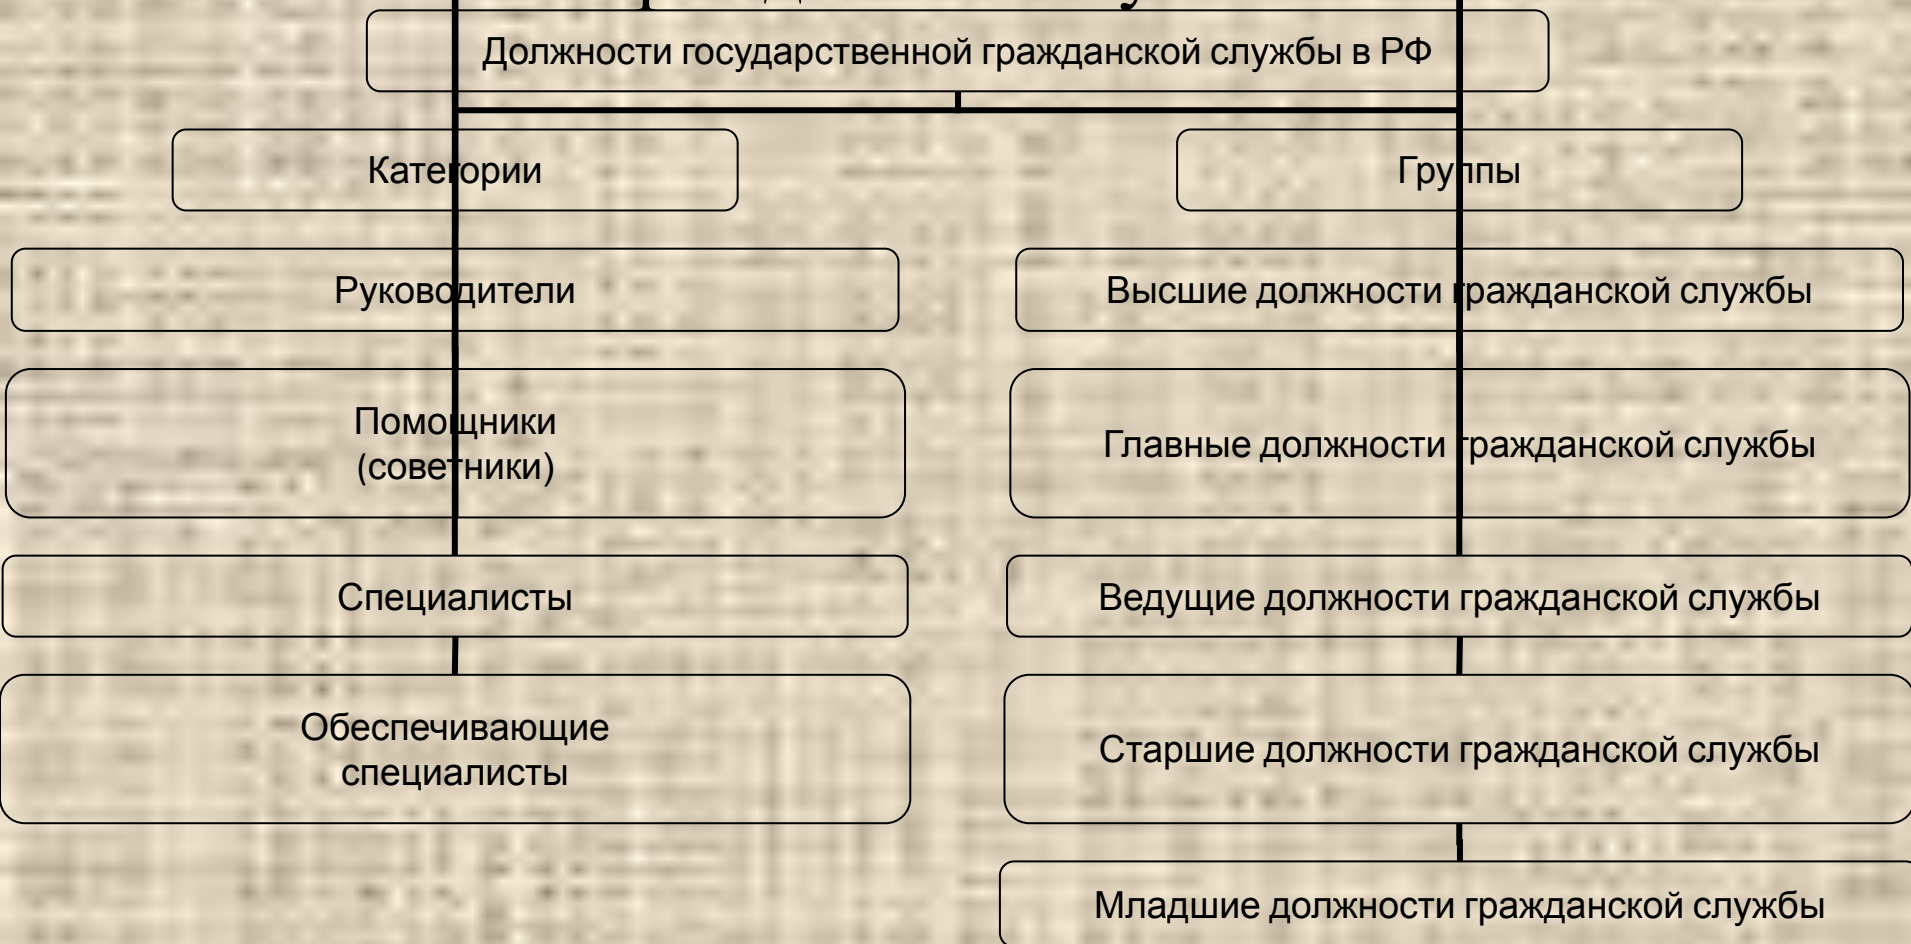 Должности государственной гражданской службы в РФ
Категории
Группы
Руководители
Высшие должности гражданской службы
Помощники
(советники)
Главные должности гражданской службы
Специалисты
Ведущие должности гражданской службы
Обеспечивающие
специалисты
Старшие должности гражданской службы
Младшие должности гражданской службы